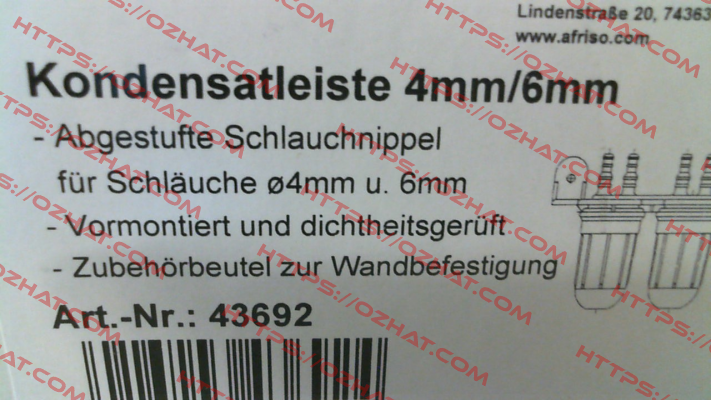 Lindenstraße 20, 74363
www.afriso.com
Kondensatleiste 4mm/6mm
- Abgestufte Schlauchnippel
für Schläuche ø4mm u. 6mm
- Vormontiert und dichtheitsgerüft
- Zubehörbeutel zur Wandbefestigung
Art.-Nr.: 43692
HTTPS://OZHAT.COM